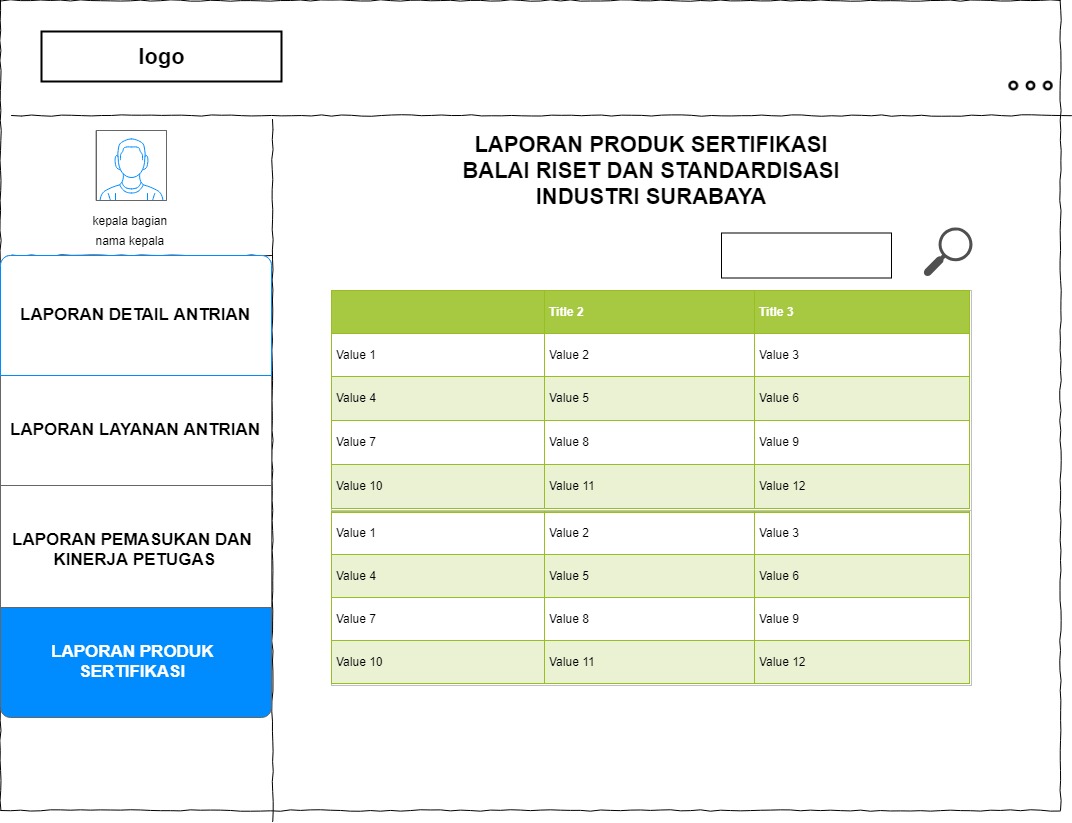 logo
kepala bagian
nama kepala
LAPORAN DETAIL ANTRIAN
LAPORAN LAYANAN ANTRIAN
LAPORAN PEMASUKAN DAN
KINERJA PETUGAS
LAPORAN PRODUK
SERTIFIKASI
LAPORAN PRODUK SERTIFIKASI
BALAI RISET DAN STANDARDISASI
INDUSTRI SURABAYA
Title 2 Title 3
Value 1 Value 2 Value 3
Value 4 Value 5 Value 6
Value 7 Value 8 Value 9
Value 10 Value 11 Value 12
Value 1 Value 2 Value 3
Value 4 Value 5 Value 6
Value 7 Value 8 Value 9
Value 10 Value 11 Value 12